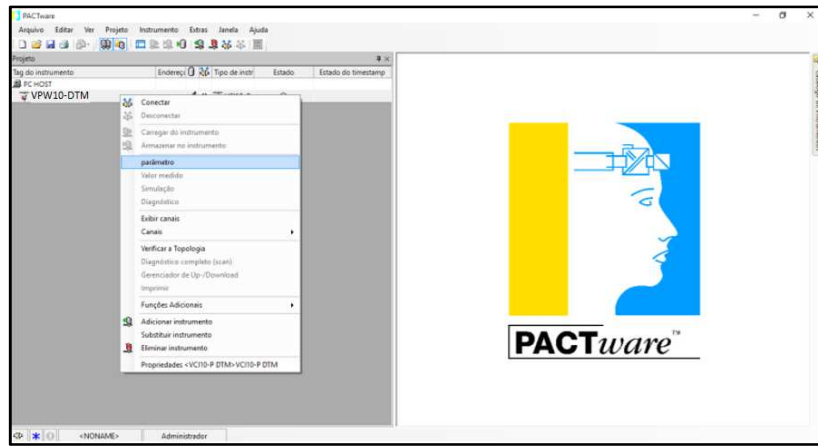 PACTware
Arquivo Editar Ver Projeto Instrumento Extras Janela Ajuda
Projeto
Tag do instrumento Endereç Tipo de instr Estado Estado do timestamp
PC HOST
VPW10-DTM
Conectar
Desconectar
Carregar do instrumento
Armazenar no instrumento
parâmetro
Valor medido
Simulação
Diagnóstico
Exibir canais
Canais
Verificar a Topologia
Diagnóstico completo (scan)
Gerenciador de Up-/Download
Imprimir
Funções Adicionais
Adicionar instrumento
Substituir instrumento
Eliminar instrumento
Propriedades <VCI10-P DTM>VCI10-P DTM
PACTware™
<NONAME> Administrador